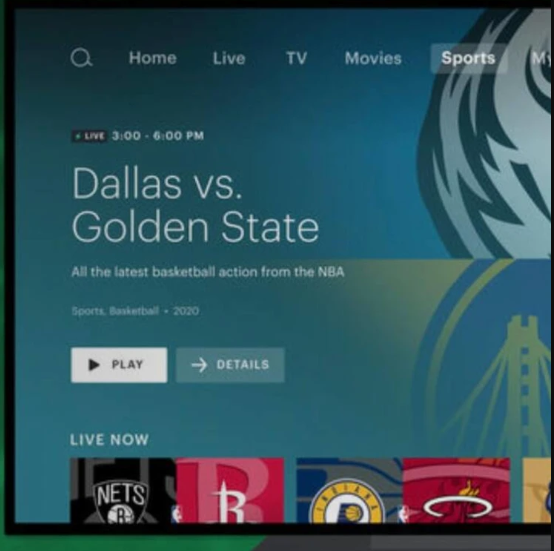 Home Live TV Movies Sports
LIVE 3:00 - 6:00 PM
Dallas vs.
Golden State
All the latest basketball action from the NBA
Sports, Basketball • 2020
PLAY DETAILS
LIVE NOW
NETS
B R INDIANA